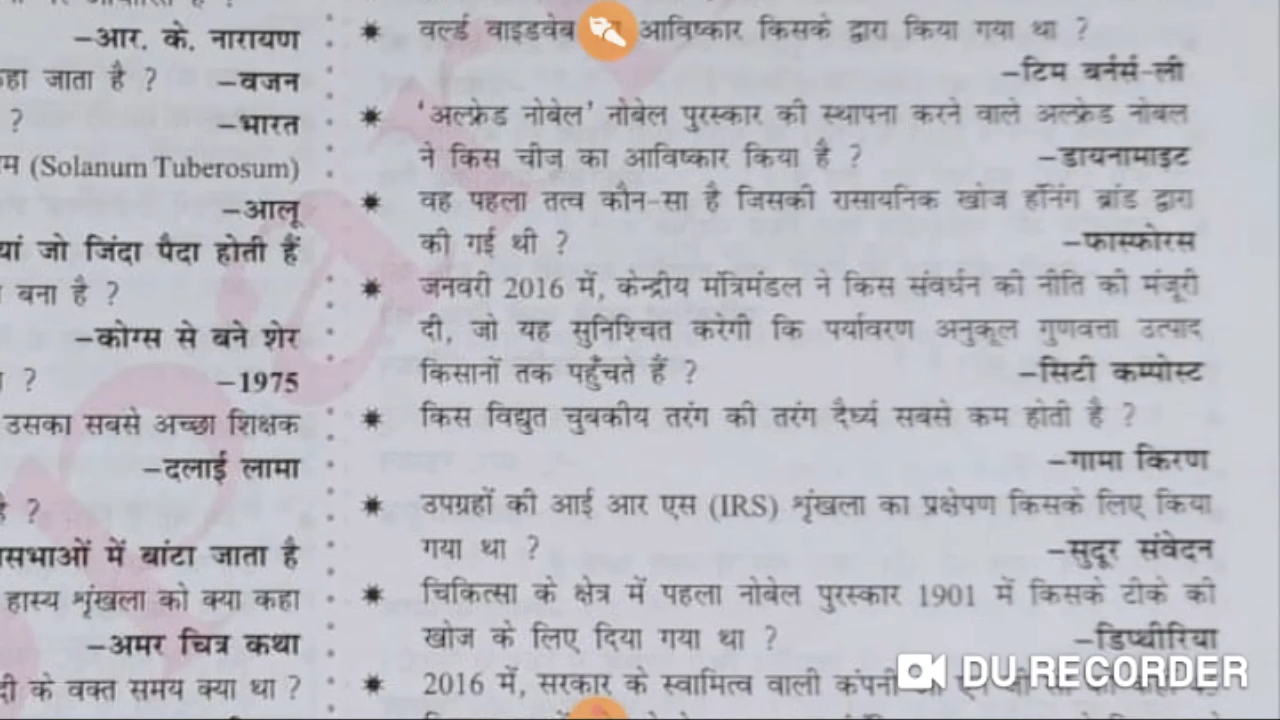 –आर. के. नारायण
कहा जाता है ? –वजन
? –भारत
(Solanum Tuberosum)
–आलू
जो जिंदा पैदा होती हैं
बना है ?
–कोग्स से बने शेर
? –1975
उसका सबसे अच्छा शिक्षक
–दलाई लामा
है ?
में बांटा जाता है
हास्य शृंखला को क्या कहा
–अमर चित्र कथा
के वक्त समय क्या था ?
* वर्ल्ड वाइडवेब आविष्कार किसके द्वारा किया गया था ?
–टिम बर्नर्स-ली
* ‘अल्फ्रेड नोबेल’ नोबेल पुरस्कार की स्थापना करने वाले अल्फ्रेड नोबल
ने किस चीज का आविष्कार किया है ? –डायनामाइट
* वह पहला तत्व कौन-सा है जिसकी रासायनिक खोज हॅनिंग ब्रांड द्वारा
की गई थी ? –फास्फोरस
* जनवरी 2016 में, केन्द्रीय मंत्रिमंडल ने किस संवर्धन की नीति को मंजूरी
दी, जो यह सुनिश्चित करेगी कि पर्यावरण अनुकूल गुणवत्ता उत्पाद
किसानों तक पहुँचते हैं ? –सिटी कम्पोस्ट
* किस विद्युत चुबकीय तरंग की तरंग दैर्ध्य सबसे कम होती है ?
–गामा किरण
* उपग्रहों की आई आर एस (IRS) शृंखला का प्रक्षेपण किसके लिए किया
गया था ? –सुदूर संवेदन
* चिकित्सा के क्षेत्र में पहला नोबेल पुरस्कार 1901 में किसके टीके की
खोज के लिए दिया गया था ? –डिप्थीरिया
* 2016 में, सरकार के स्वामित्व वाली कंपनी
DU RECORDER